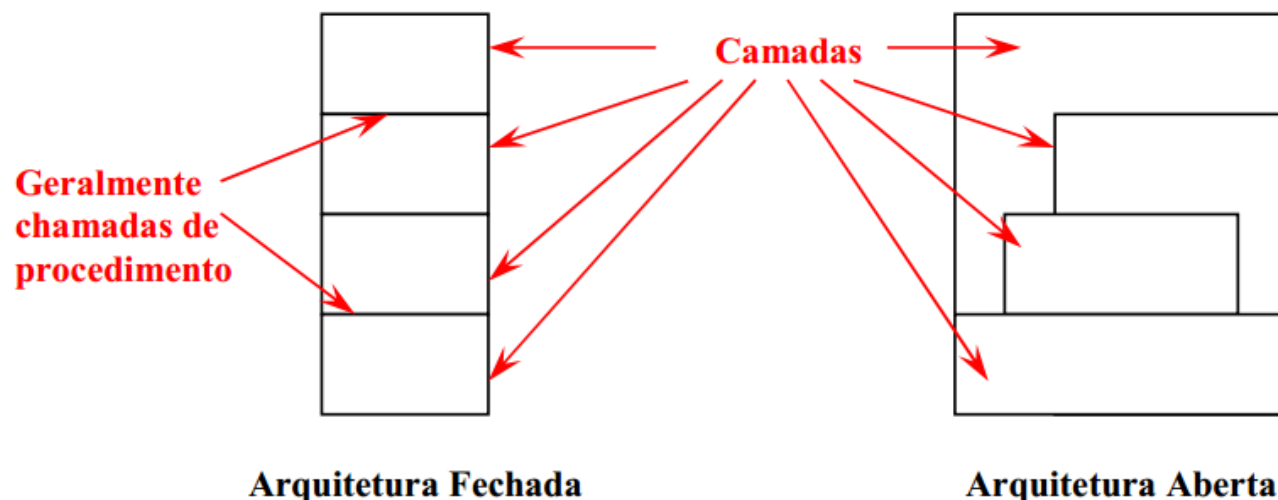 Camadas
Geralmente
chamadas de
procedimento
Arquitetura Fechada
Arquitetura Aberta